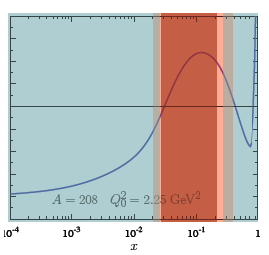 A = 208 Q₀² = 2.25 GeV²
10⁻⁴ 10⁻³ 10⁻² 10⁻¹ 1
x